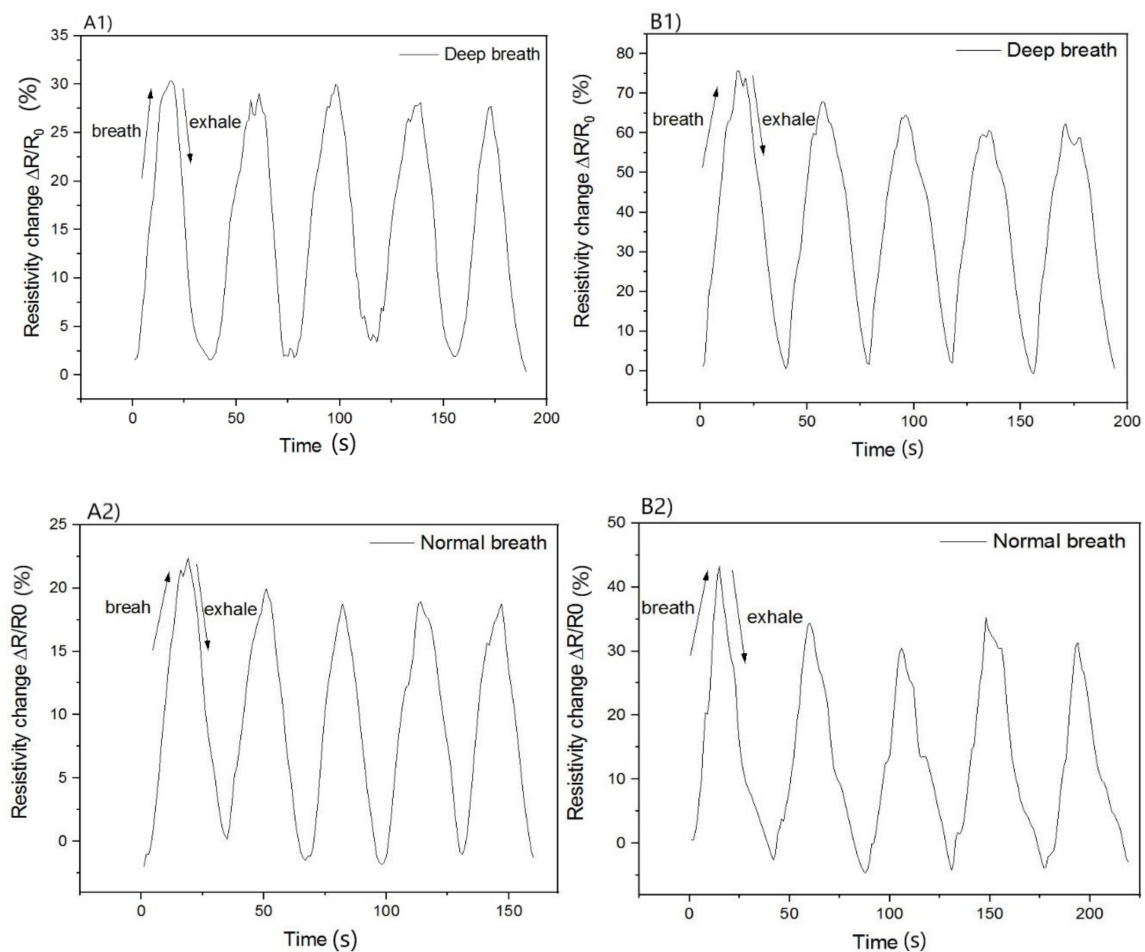 A1)
Deep breath
breath
exhale
Resistivity change ΔR/R₀ (%)
35
30
25
20
15
10
5
0
0 50 100 150 200
Time (s)
B1)
Deep breath
breath
exhale
Resistivity change ΔR/R₀ (%)
80
70
60
50
40
30
20
10
0
0 50 100 150 200
Time (s)
A2)
Normal breath
breah
exhale
Resistivity change ΔR/R0 (%)
25
20
15
10
5
0
0 50 100 150
Time (s)
B2)
Normal breath
breath
exhale
Resistivity change ΔR/R0 (%)
50
40
30
20
10
0
0 50 100 150 200
Time (s)